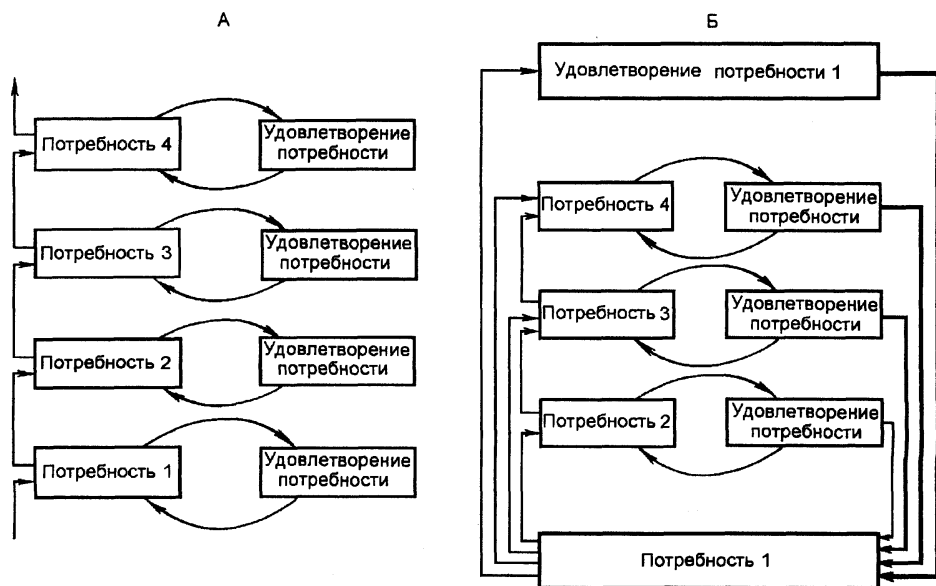 А
Потребность 4
Удовлетворение
потребности
Потребность 3
Удовлетворение
потребности
Потребность 2
Удовлетворение
потребности
Потребность 1
Удовлетворение
потребности
Б
Удовлетворение потребности 1
Потребность 4
Удовлетворение
потребности
Потребность 3
Удовлетворение
потребности
Потребность 2
Удовлетворение
потребности
Потребность 1